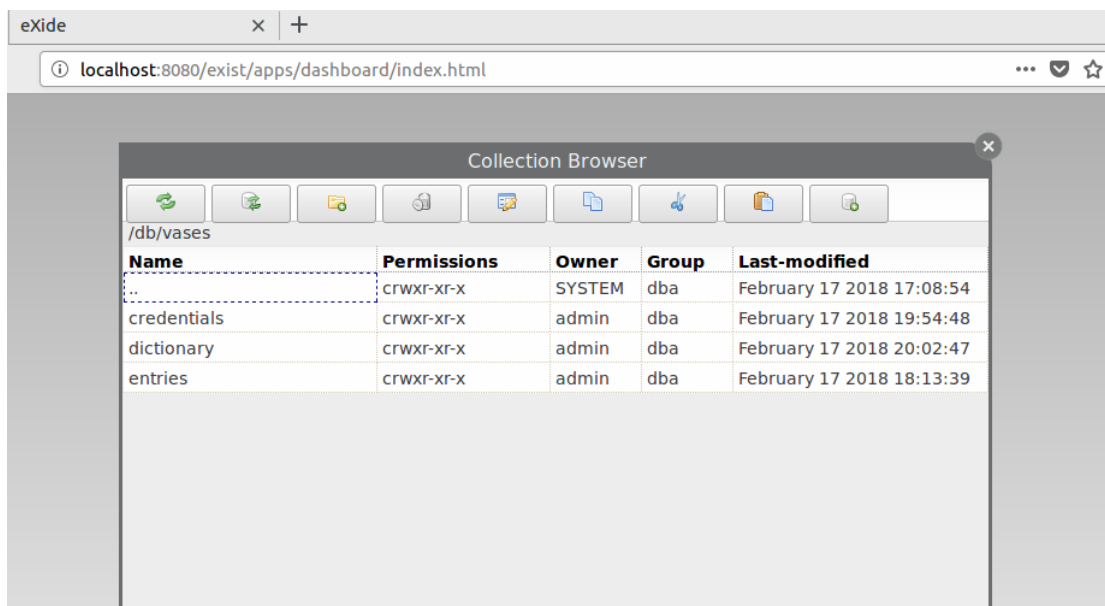 eXide × +
localhost:8080/exist/apps/dashboard/index.html
Collection Browser
/db/vases
Name Permissions Owner Group Last-modified
.. crwxr-xr-x SYSTEM dba February 17 2018 17:08:54
credentials crwxr-xr-x admin dba February 17 2018 19:54:48
dictionary crwxr-xr-x admin dba February 17 2018 20:02:47
entries crwxr-xr-x admin dba February 17 2018 18:13:39